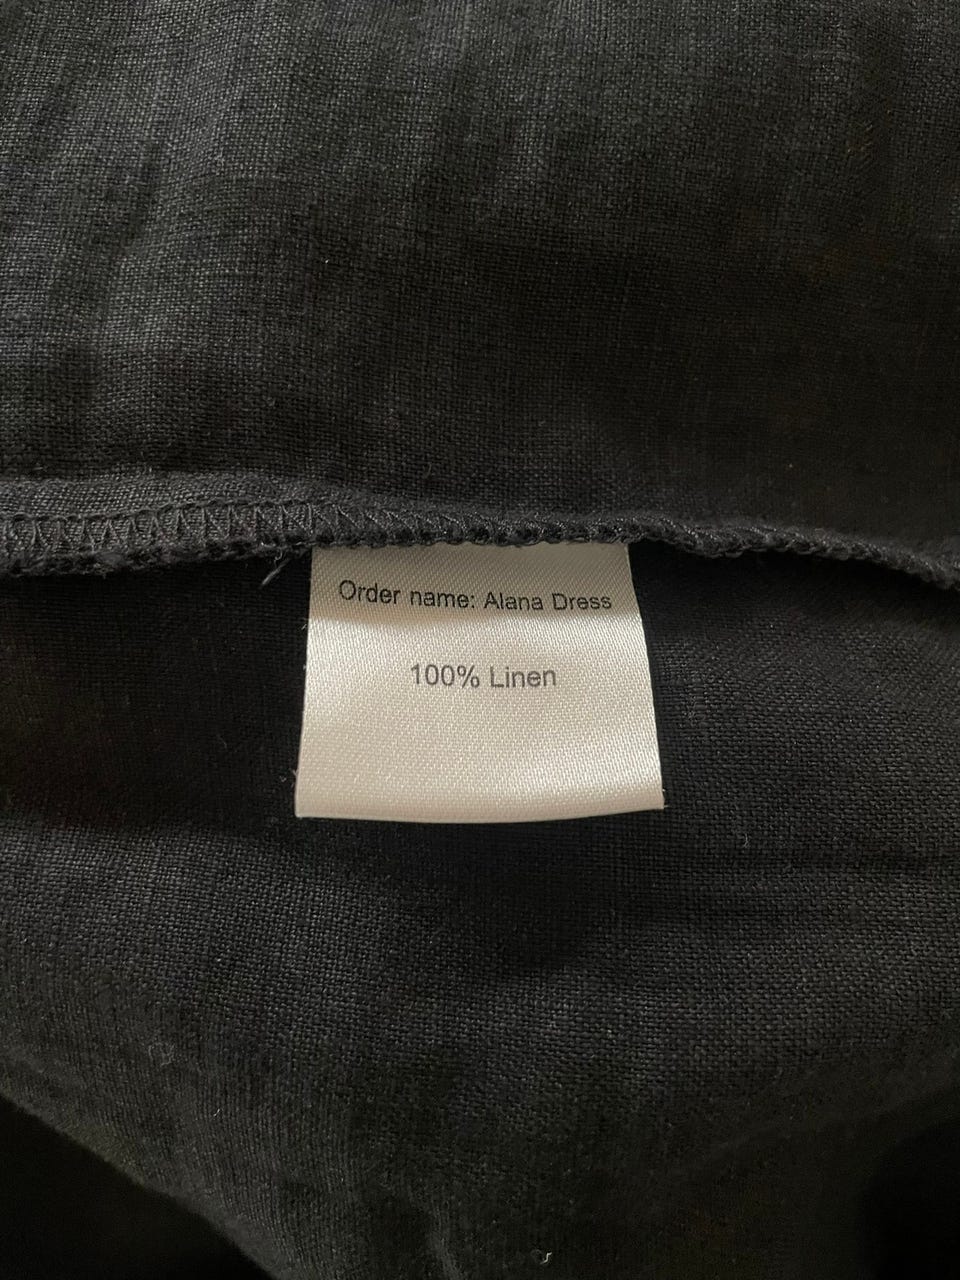 Order name: Alana Dress
100% Linen